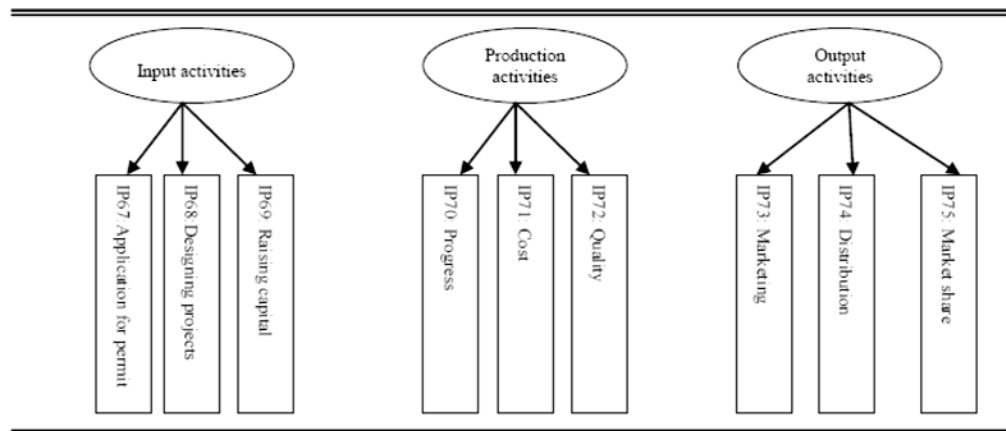 Input activities
Production
activities
Output
activities
IP67: Application for permit
IP68: Designing projects
IP69: Raising capital
IP70: Progress
IP71: Cost
IP72: Quality
IP73: Marketing
IP74: Distribution
IP75: Market share